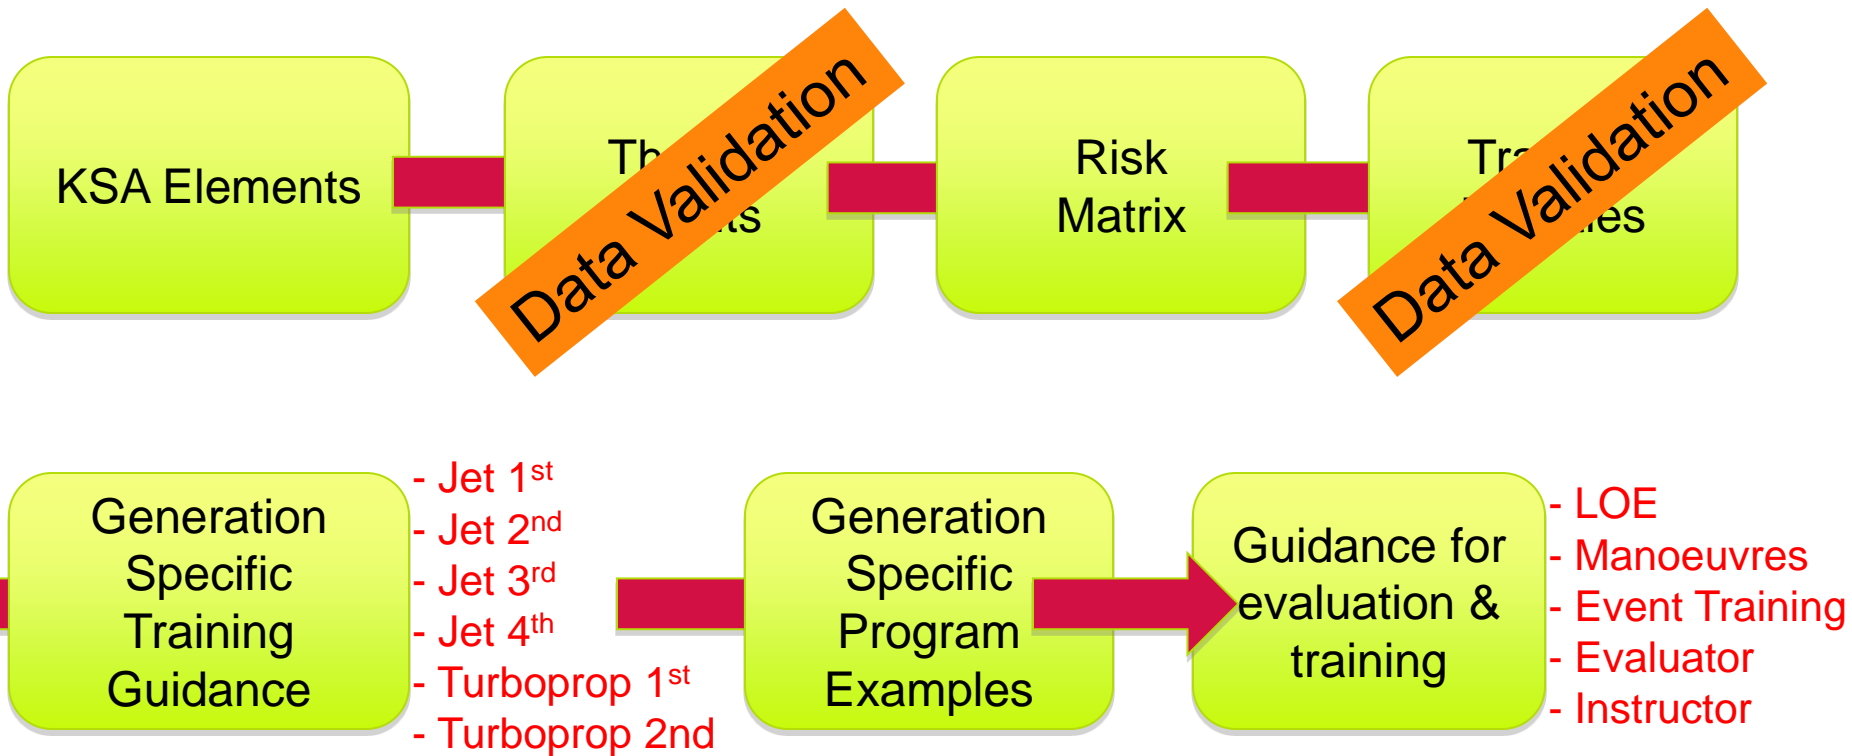 KSA Elements
Data Validation
Risk
Matrix
Data Validation
Generation
Specific
Training
Guidance
- Jet 1st
- Jet 2nd
- Jet 3rd
- Jet 4th
- Turboprop 1st
- Turboprop 2nd
Generation
Specific
Program
Examples
Guidance for
evaluation &
training
- LOE
- Manoeuvres
- Event Training
- Evaluator
- Instructor